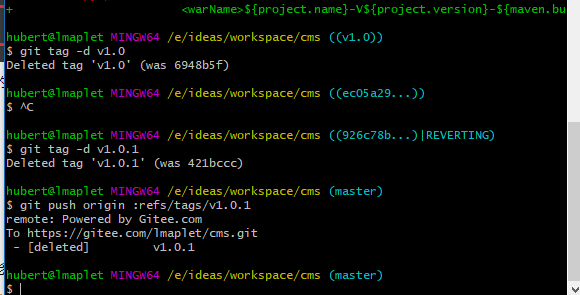 + <warName>${project.name}-V${project.version}-${maven.bu
hubert@lmaplet MINGW64 /e/ideas/workspace/cms ((v1.0))
$ git tag -d v1.0
Deleted tag 'v1.0' (was 6948b5f)
hubert@lmaplet MINGW64 /e/ideas/workspace/cms ((ec05a29...))
$ ^C
hubert@lmaplet MINGW64 /e/ideas/workspace/cms ((926c78b...)|REVERTING)
$ git tag -d v1.0.1
Deleted tag 'v1.0.1' (was 421bccc)
hubert@lmaplet MINGW64 /e/ideas/workspace/cms (master)
$ git push origin :refs/tags/v1.0.1
remote: Powered by Gitee.com
To https://gitee.com/lmaplet/cms.git
 - [deleted] v1.0.1
hubert@lmaplet MINGW64 /e/ideas/workspace/cms (master)
$